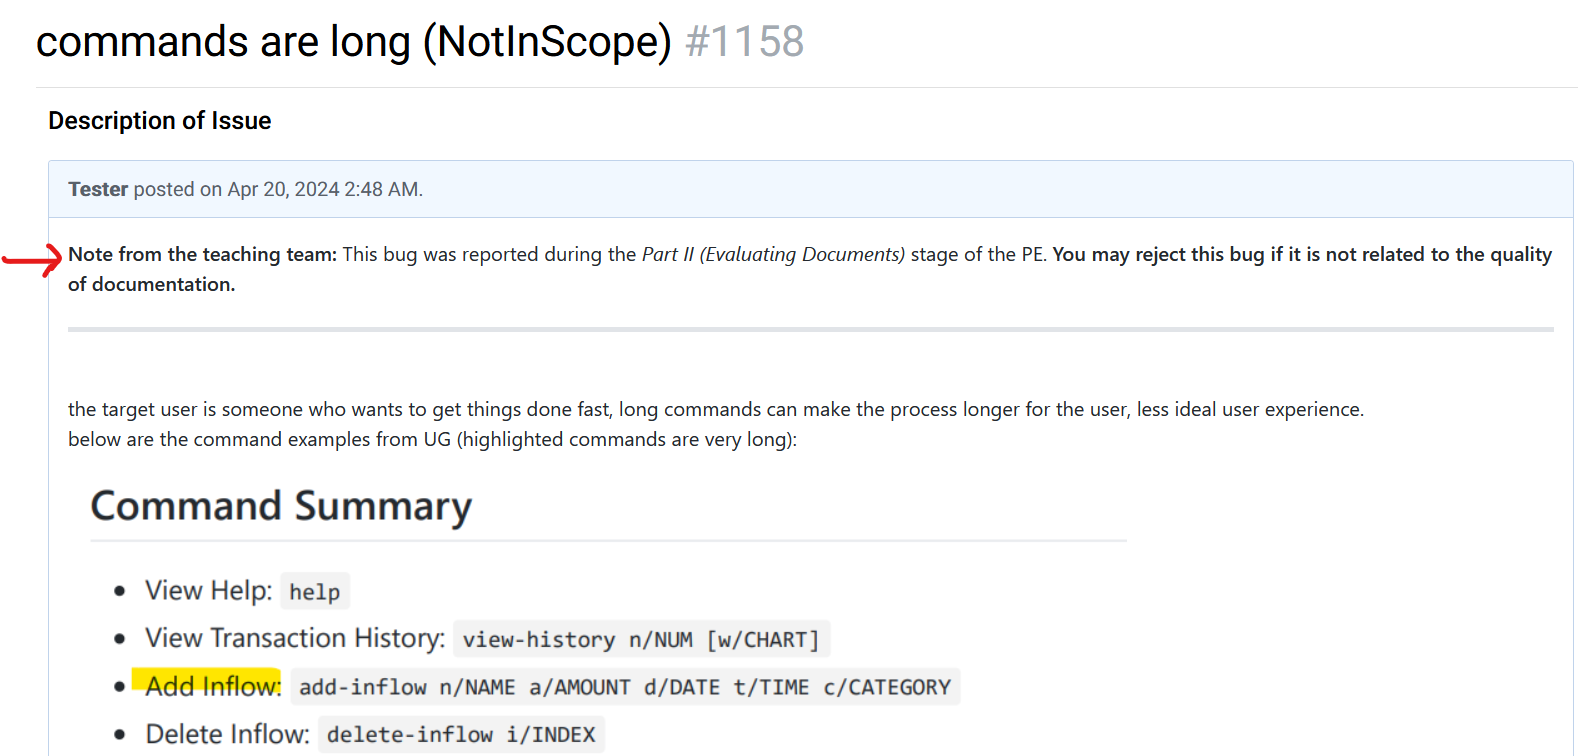 commands are long (NotInScope) #1158
Description of Issue
Tester posted on Apr 20, 2024 2:48 AM.
Note from the teaching team: This bug was reported during the Part II (Evaluating Documents) stage of the PE. You may reject this bug if it is not related to the quality
of documentation.
the target user is someone who wants to get things done fast, long commands can make the process longer for the user, less ideal user experience.
below are the command examples from UG (highlighted commands are very long):
Command Summary
• View Help: help
• View Transaction History: view-history n/NUM [w/CHART]
• Add Inflow: add-inflow n/NAME a/AMOUNT d/DATE t/TIME c/CATEGORY
• Delete Inflow: delete-inflow i/INDEX